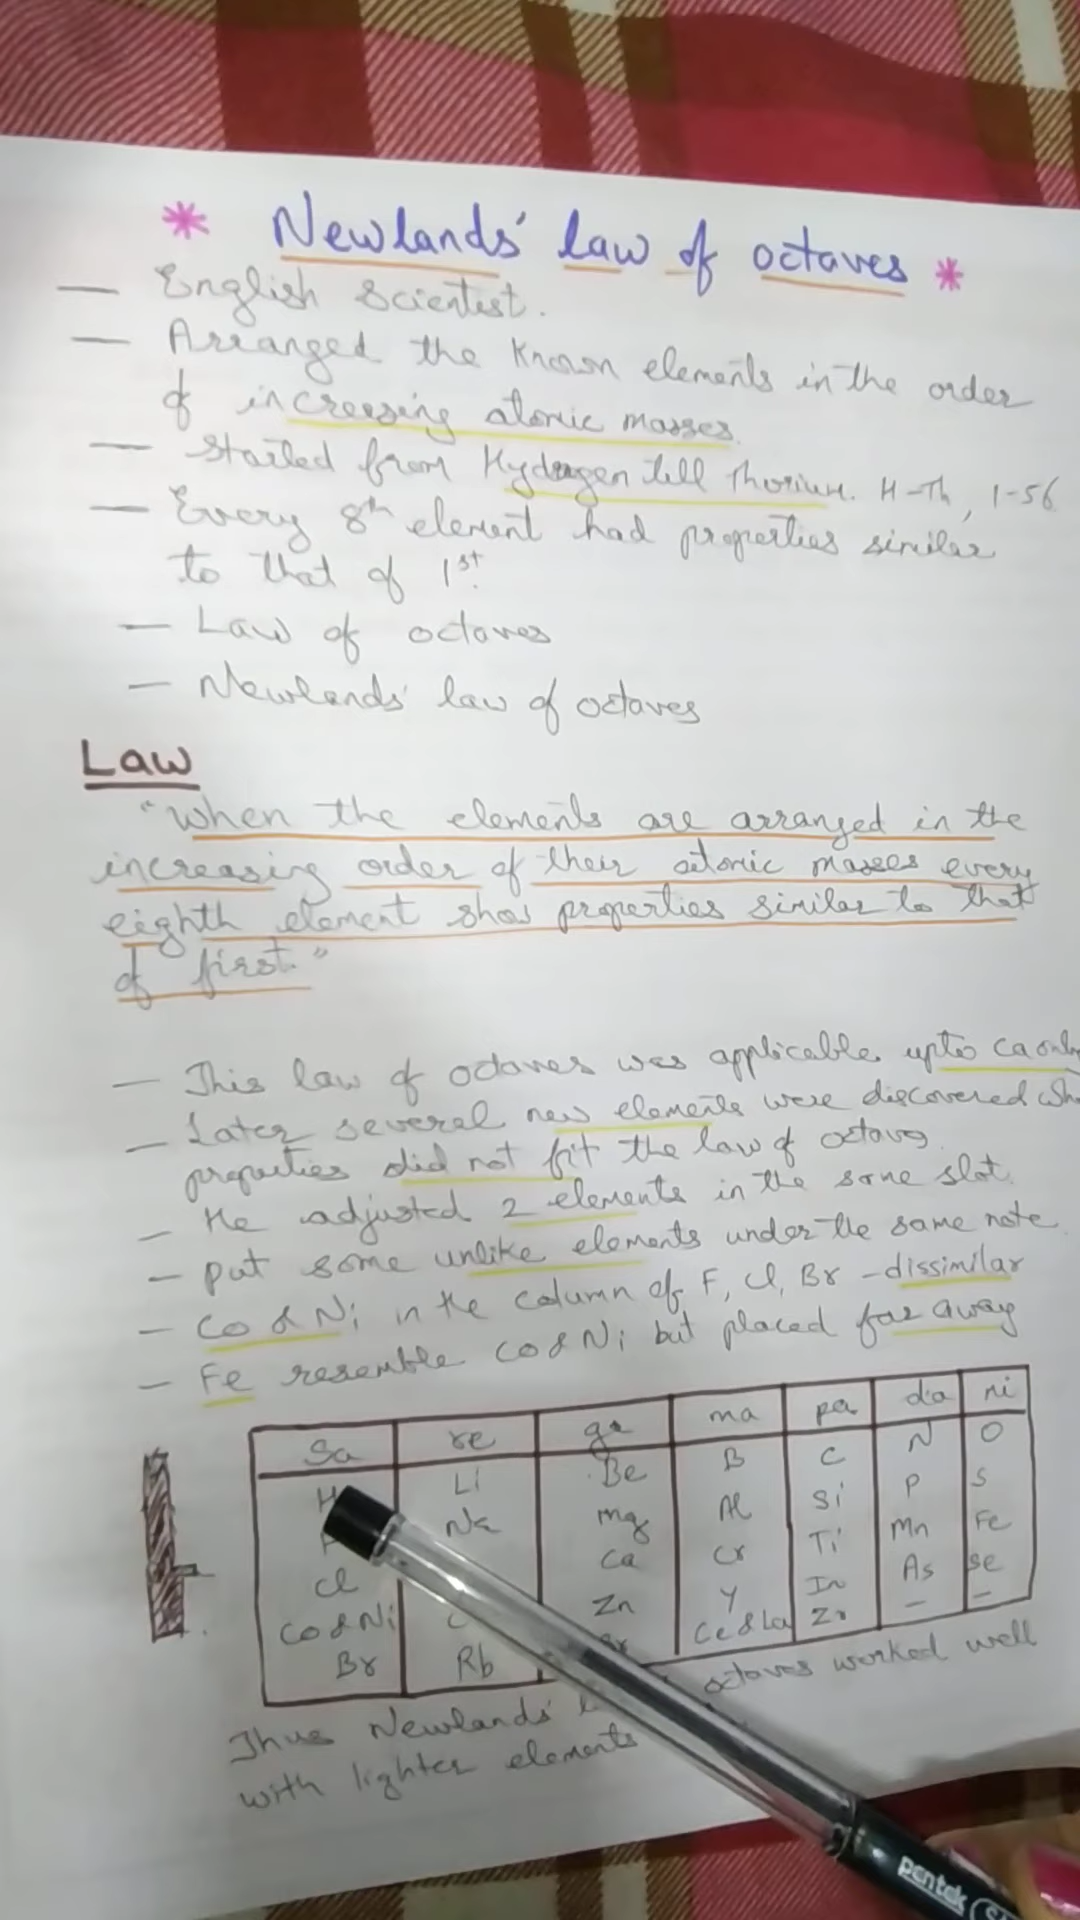 * Newlands' law of octaves *
— English scientist.
— Arranged the known elements in the order
of increasing atomic masses.
— Started from Hydrogen till Thorium. H-Th, 1-56
— Every 8th element had properties similar
to that of 1st.
— Law of octaves
— Newlands' law of octaves
Law
"When the elements are arranged in the
increasing order of their atomic masses every
eighth element shows properties similar to that
of first."
— This law of octaves was applicable upto Ca only
— Later several new elements were discovered
properties did not fit the law of octaves.
— He adjusted 2 elements in the same slot.
— put some unlike elements under the same note.
— Co & Ni in the column of F, Cl, Br - dissimilar
— Fe resemble Co & Ni but placed far away
Sa re ga ma pa da ni
H Li Be B C N O
Na Mg Al Si P S
Cl Ca Cr Ti Mn Fe
Co & Ni Zn Y In As Se
Br Rb Ce & La Zr — —
Thus Newlands' octaves worked well
with lighter elements
pentek